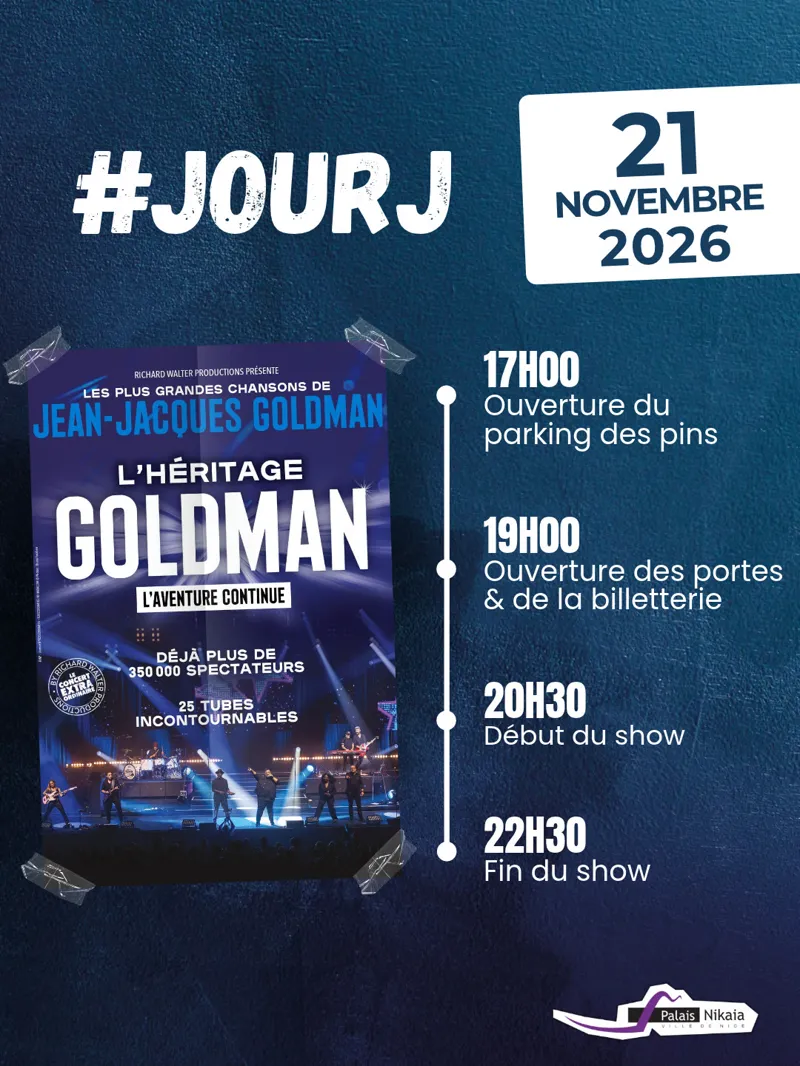 #JOURJ
21
NOVEMBRE
2026
RICHARD WALTER PRODUCTIONS PRÉSENTE
LES PLUS GRANDES CHANSONS DE
JEAN-JACQUES GOLDMAN
L'HÉRITAGE
GOLDMAN
L'AVENTURE CONTINUE
DÉJÀ PLUS DE
350 000 SPECTATEURS
BY RICHARD WALTER PRODUCTIONS
LE
CONCERT
EXTRA
ORDINAIRE
25 TUBES
INCONTOURNABLES
17H00
Ouverture du
parking des pins
19H00
Ouverture des portes
& de la billetterie
20H30
Début du show
22H30
Fin du show
Palais Nikaia
VILLE DE NICE